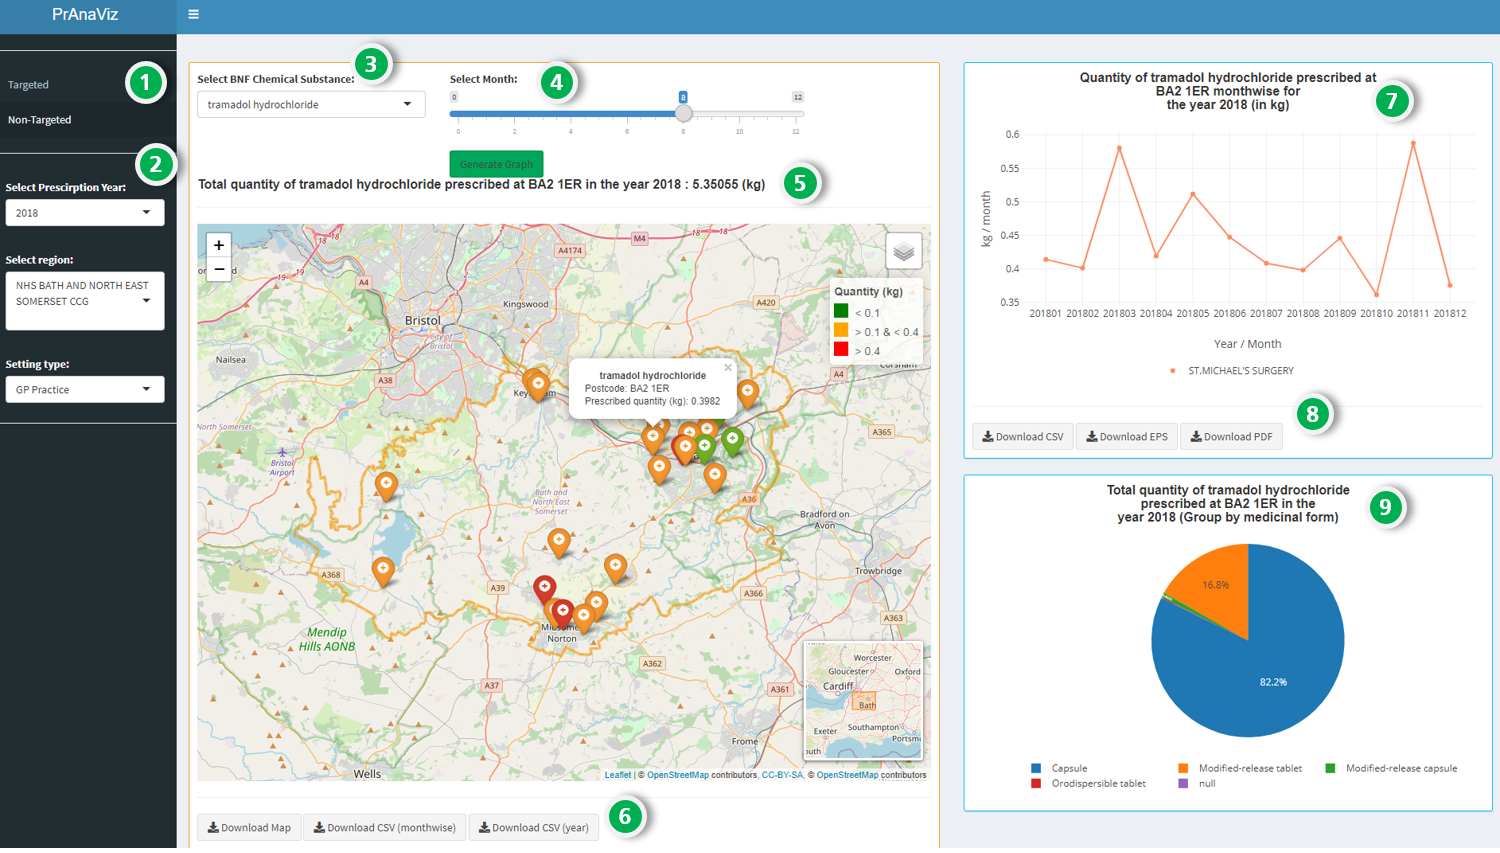 PrAnaViz
Targeted
1
Non-Targeted
2
Select Prescirption Year:
2018
Select region:
NHS BATH AND NORTH EAST
SOMERSET CCG
Setting type:
GP Practice
Select BNF Chemical Substance:
3
tramadol hydrochloride
Select Month:
4
0
8
12
0 2 4 6 8 10 12
Generate Graph
Total quantity of tramadol hydrochloride prescribed at BA2 1ER in the year 2018 : 5.35055 (kg)
5
+
−
M4
A4174
A4
A420
Kingswood
Bristol
City of
Bristol
Nailsea
A38
North Somerset
Bristol
Airport
Quantity (kg)
< 0.1
> 0.1 & < 0.4
> 0.4
A4
Corsham
tramadol hydrochloride
×
Postcode: BA2 1ER
Prescribed quantity (kg): 0.3982
A365
Bath and
North East
Somerset
A36
Bradford on
Avon
A368
A39
A366
Trowbridge
A363
Norton
Mendip
Hills AONB
A362
A37
A361
Frome
Wells
Worcester
Gloucester
Oxford
Cardiff
Bath
Southampton
Exeter
Portsm
outh
Leaflet | © OpenStreetMap contributors, CC-BY-SA, © OpenStreetMap contributors
Download Map
Download CSV (monthwise)
Download CSV (year)
6
Quantity of tramadol hydrochloride prescribed at
BA2 1ER monthwise for
the year 2018 (in kg)
7
0.6
0.55
0.5
0.45
0.4
0.35
kg / month
201801 201802 201803 201804 201805 201806 201807 201808 201809 201810 201811 201812
Year / Month
ST.MICHAEL'S SURGERY
8
Download CSV
Download EPS
Download PDF
Total quantity of tramadol hydrochloride
prescribed at BA2 1ER in the
year 2018 (Group by medicinal form)
9
16.8%
82.2%
Capsule
Modified-release tablet
Modified-release capsule
Orodispersible tablet
null